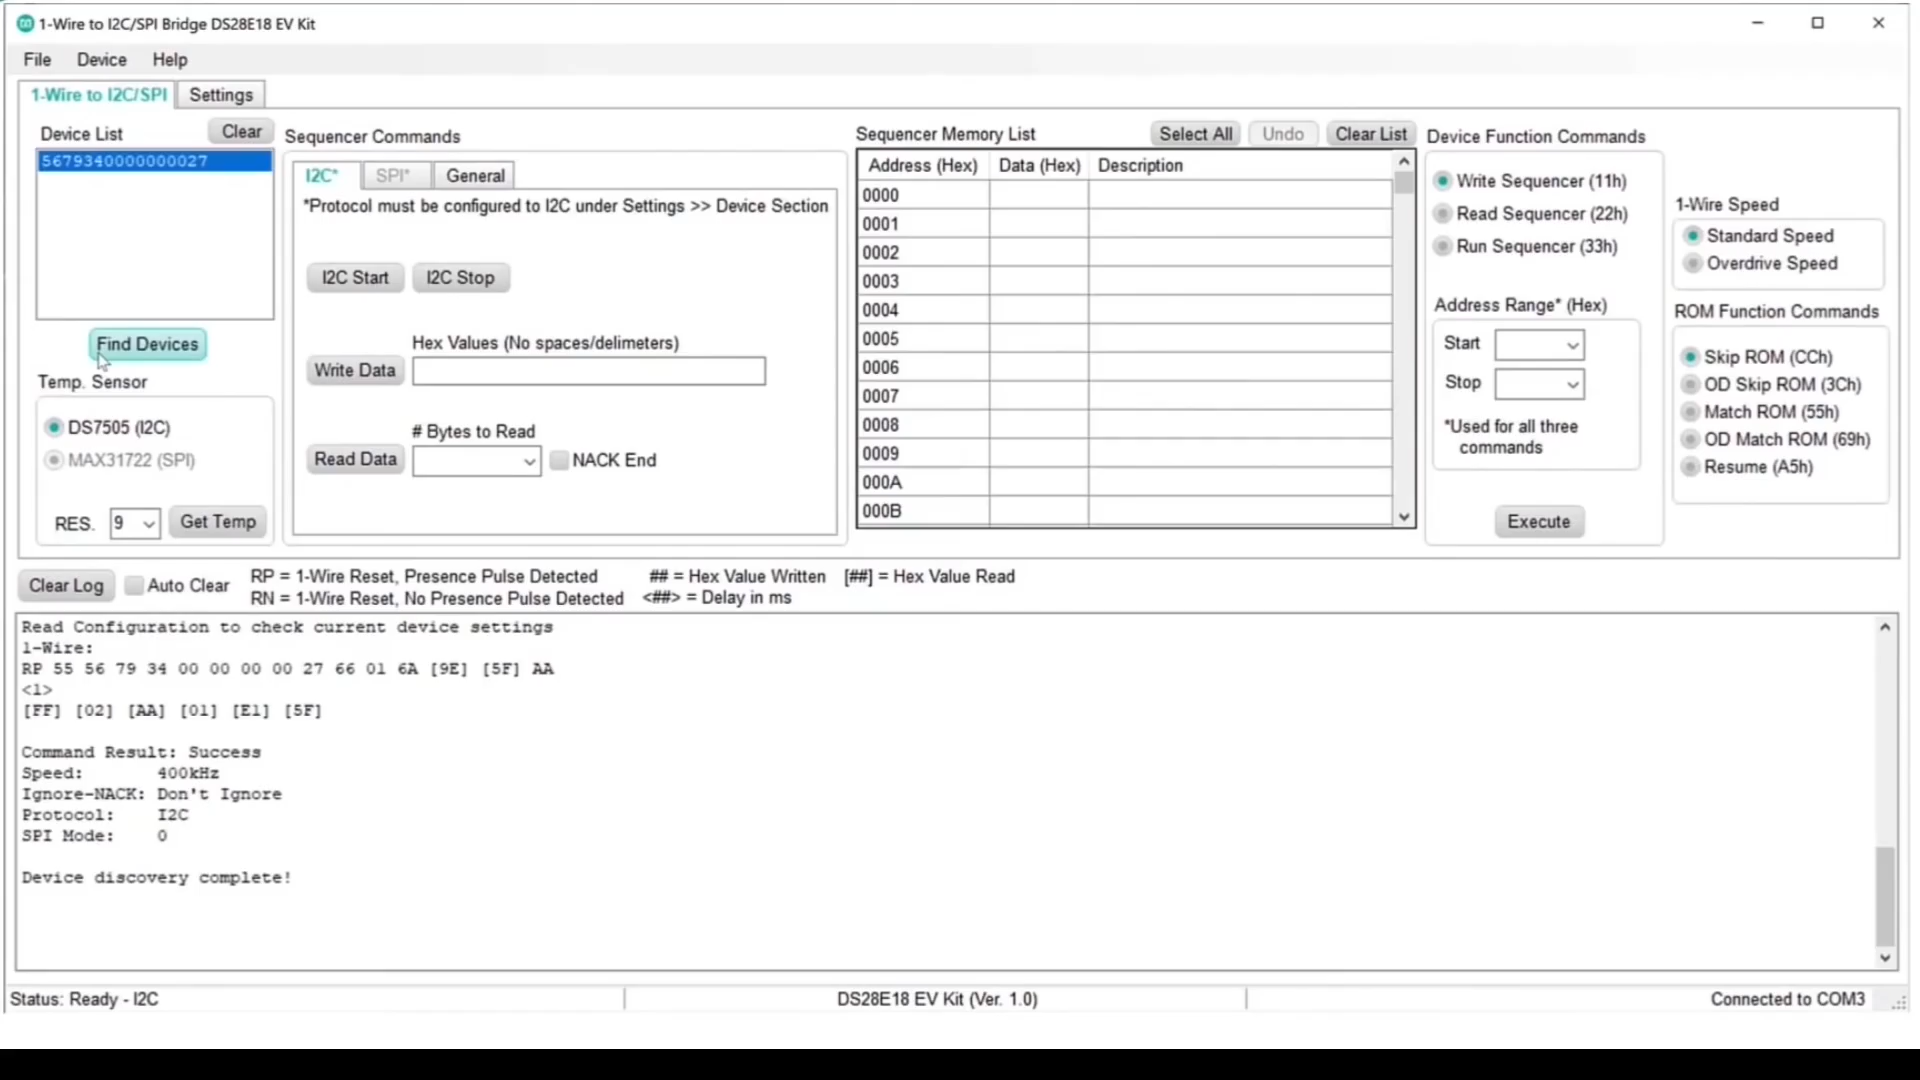 1-Wire to I2C/SPI Bridge DS28E18 EV Kit
File Device Help
1-Wire to I2C/SPI Settings
Device List Clear
5679340000000027
Find Devices
Temp. Sensor
DS7505 (I2C)
MAX31722 (SPI)
RES. 9 Get Temp
Sequencer Commands
I2C* SPI* General
*Protocol must be configured to I2C under Settings >> Device Section
I2C Start I2C Stop
Hex Values (No spaces/delimeters)
Write Data
# Bytes to Read
Read Data NACK End
Sequencer Memory List Select All Undo Clear List
Address (Hex) Data (Hex) Description
0000
0001
0002
0003
0004
0005
0006
0007
0008
0009
000A
000B
Device Function Commands
Write Sequencer (11h)
Read Sequencer (22h)
Run Sequencer (33h)
Address Range* (Hex)
Start
Stop
*Used for all three
commands
Execute
1-Wire Speed
Standard Speed
Overdrive Speed
ROM Function Commands
Skip ROM (CCh)
OD Skip ROM (3Ch)
Match ROM (55h)
OD Match ROM (69h)
Resume (A5h)
Clear Log Auto Clear
RP = 1-Wire Reset, Presence Pulse Detected ## = Hex Value Written [##] = Hex Value Read
RN = 1-Wire Reset, No Presence Pulse Detected <##> = Delay in ms
Read Configuration to check current device settings
1-Wire:
RP 55 56 79 34 00 00 00 00 27 66 01 6A [9E] [5F] AA
<1>
[FF] [02] [AA] [01] [E1] [5F]
Command Result: Success
Speed: 400kHz
Ignore-NACK: Don't Ignore
Protocol: I2C
SPI Mode: 0
Device discovery complete!
Status: Ready - I2C DS28E18 EV Kit (Ver. 1.0) Connected to COM3